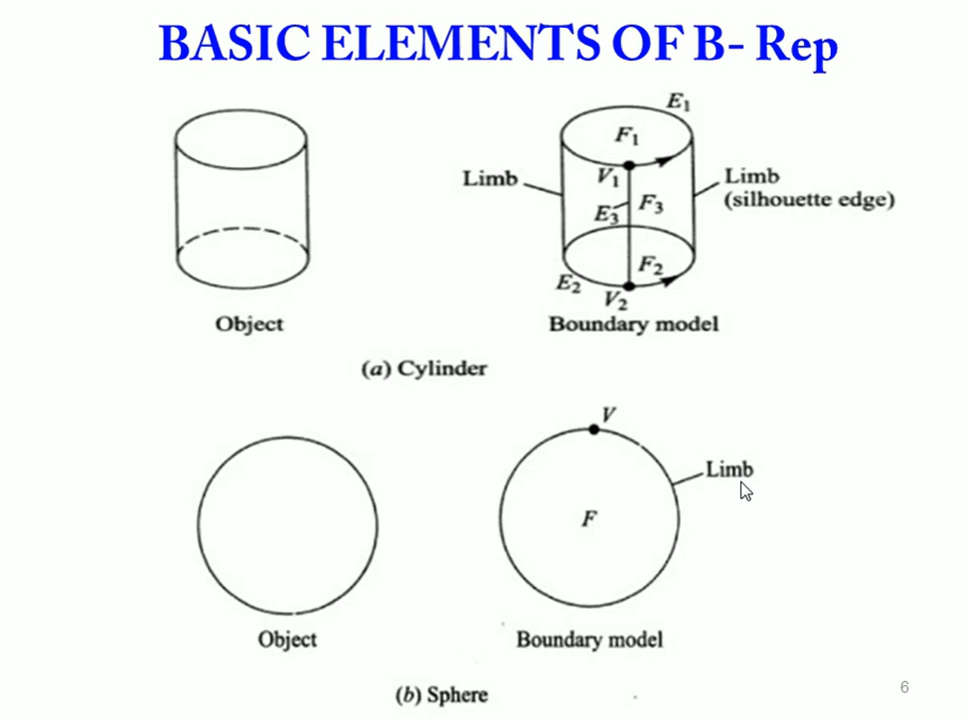 BASIC ELEMENTS OF B- Rep
E₁
F₁
Limb
V₁
Limb
(silhouette edge)
E₃
F₃
F₂
E₂
V₂
Object
Boundary model
(a) Cylinder
V
Limb
F
Object
Boundary model
(b) Sphere
6